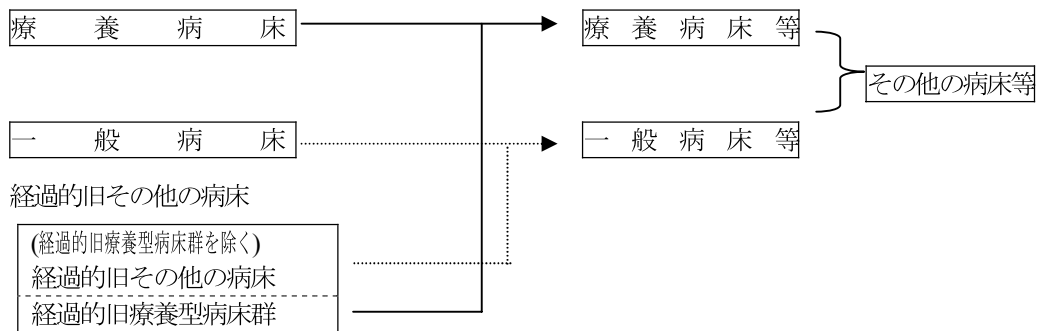 療養病床
療養病床等
その他の病床等
一般病床
一般病床等
経過的旧その他の病床
(経過的旧療養型病床群を除く)
経過的旧その他の病床
経過的旧療養型病床群